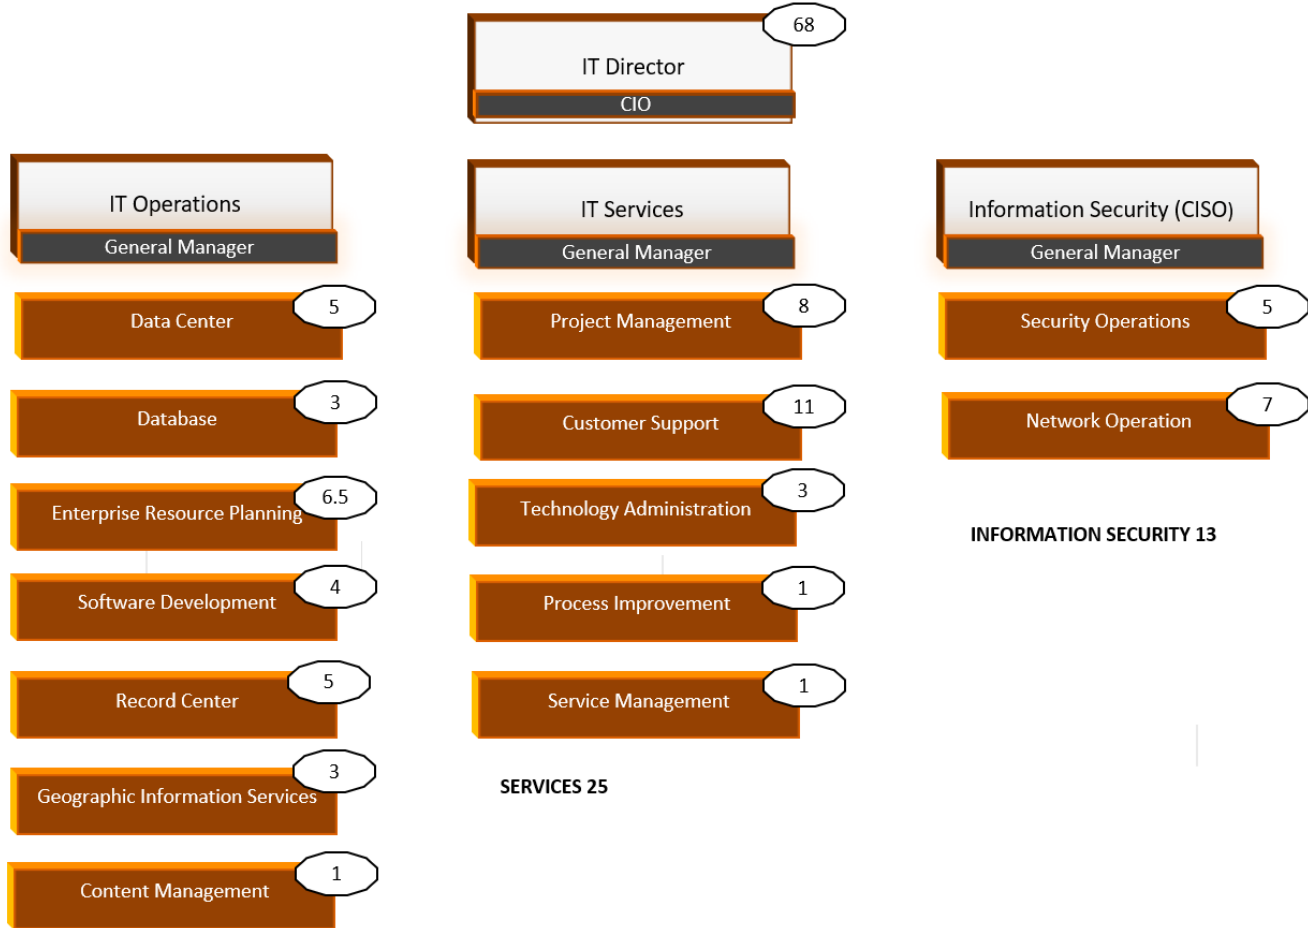 68
IT Director
CIO
IT Operations
General Manager
5
Data Center
3
Database
6.5
Enterprise Resource Planning
4
Software Development
5
Record Center
3
Geographic Information Services
1
Content Management
IT Services
General Manager
8
Project Management
11
Customer Support
3
Technology Administration
1
Process Improvement
1
Service Management
SERVICES 25
Information Security (CISO)
General Manager
5
Security Operations
7
Network Operation
INFORMATION SECURITY 13